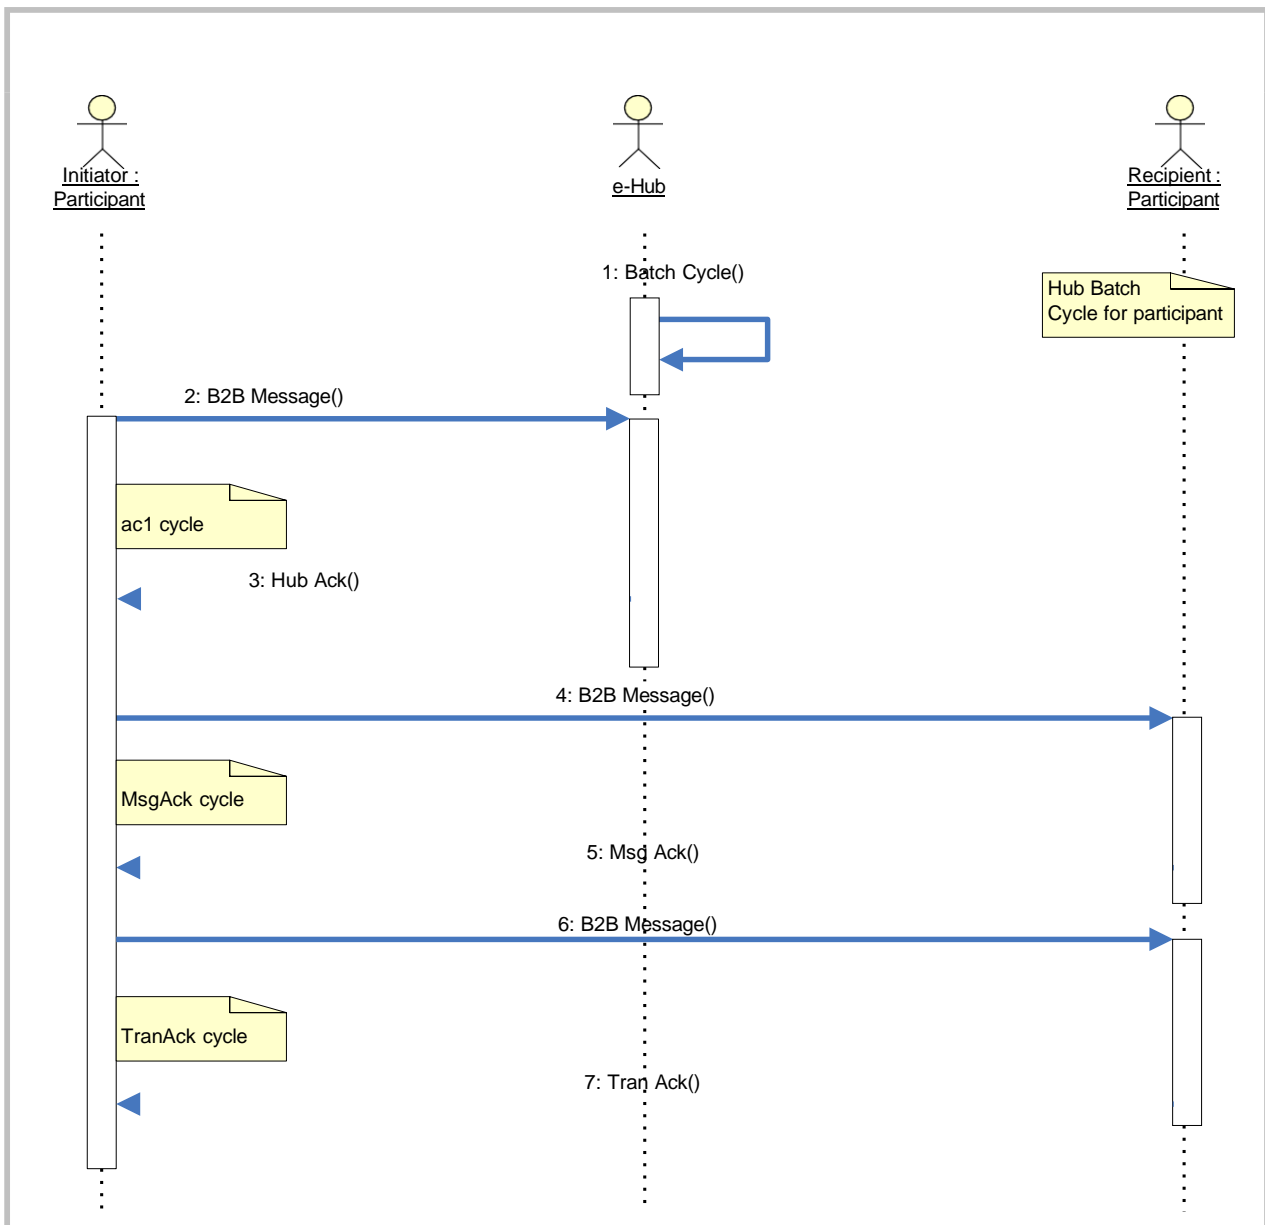 Initiator :
Participant
e-Hub
Recipient :
Participant
1: Batch Cycle()
Hub Batch
Cycle for participant
2: B2B Message()
ac1 cycle
3: Hub Ack()
4: B2B Message()
MsgAck cycle
5: Msg Ack()
6: B2B Message()
TranAck cycle
7: Tran Ack()